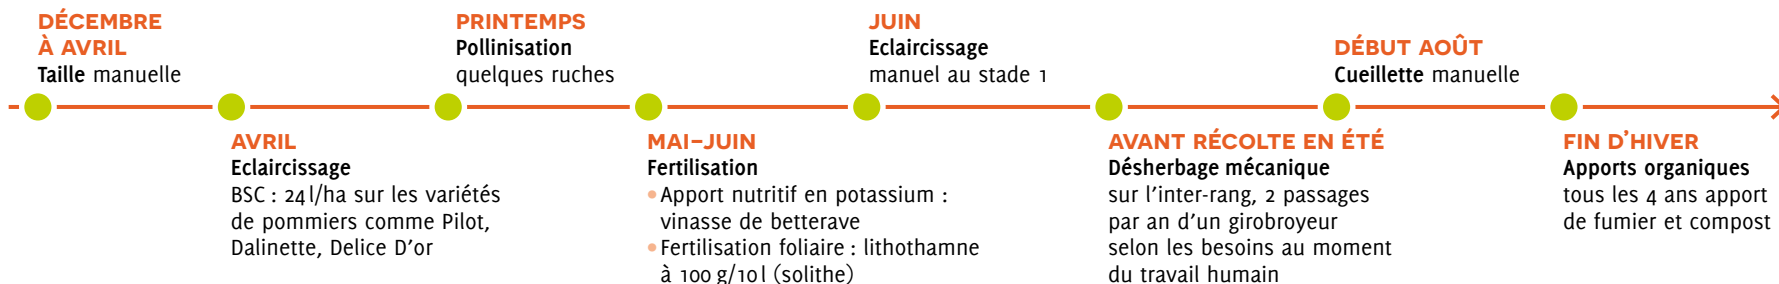 DÉCEMBRE
À AVRIL
Taille manuelle
AVRIL
Eclaircissage
BSC : 24 l/ha sur les variétés
de pommiers comme Pilot,
Dalinette, Delice D'or
PRINTEMPS
Pollinisation
quelques ruches
MAI–JUIN
Fertilisation
• Apport nutritif en potassium :
vinasse de betterave
• Fertilisation foliaire : lithothamne
à 100 g/10 l (solithe)
JUIN
Eclaircissage
manuel au stade 1
AVANT RÉCOLTE EN ÉTÉ
Désherbage mécanique
sur l'inter-rang, 2 passages
par an d'un girobroyeur
selon les besoins au moment
du travail humain
DÉBUT AOÛT
Cueillette manuelle
FIN D'HIVER
Apports organiques
tous les 4 ans apport
de fumier et compost